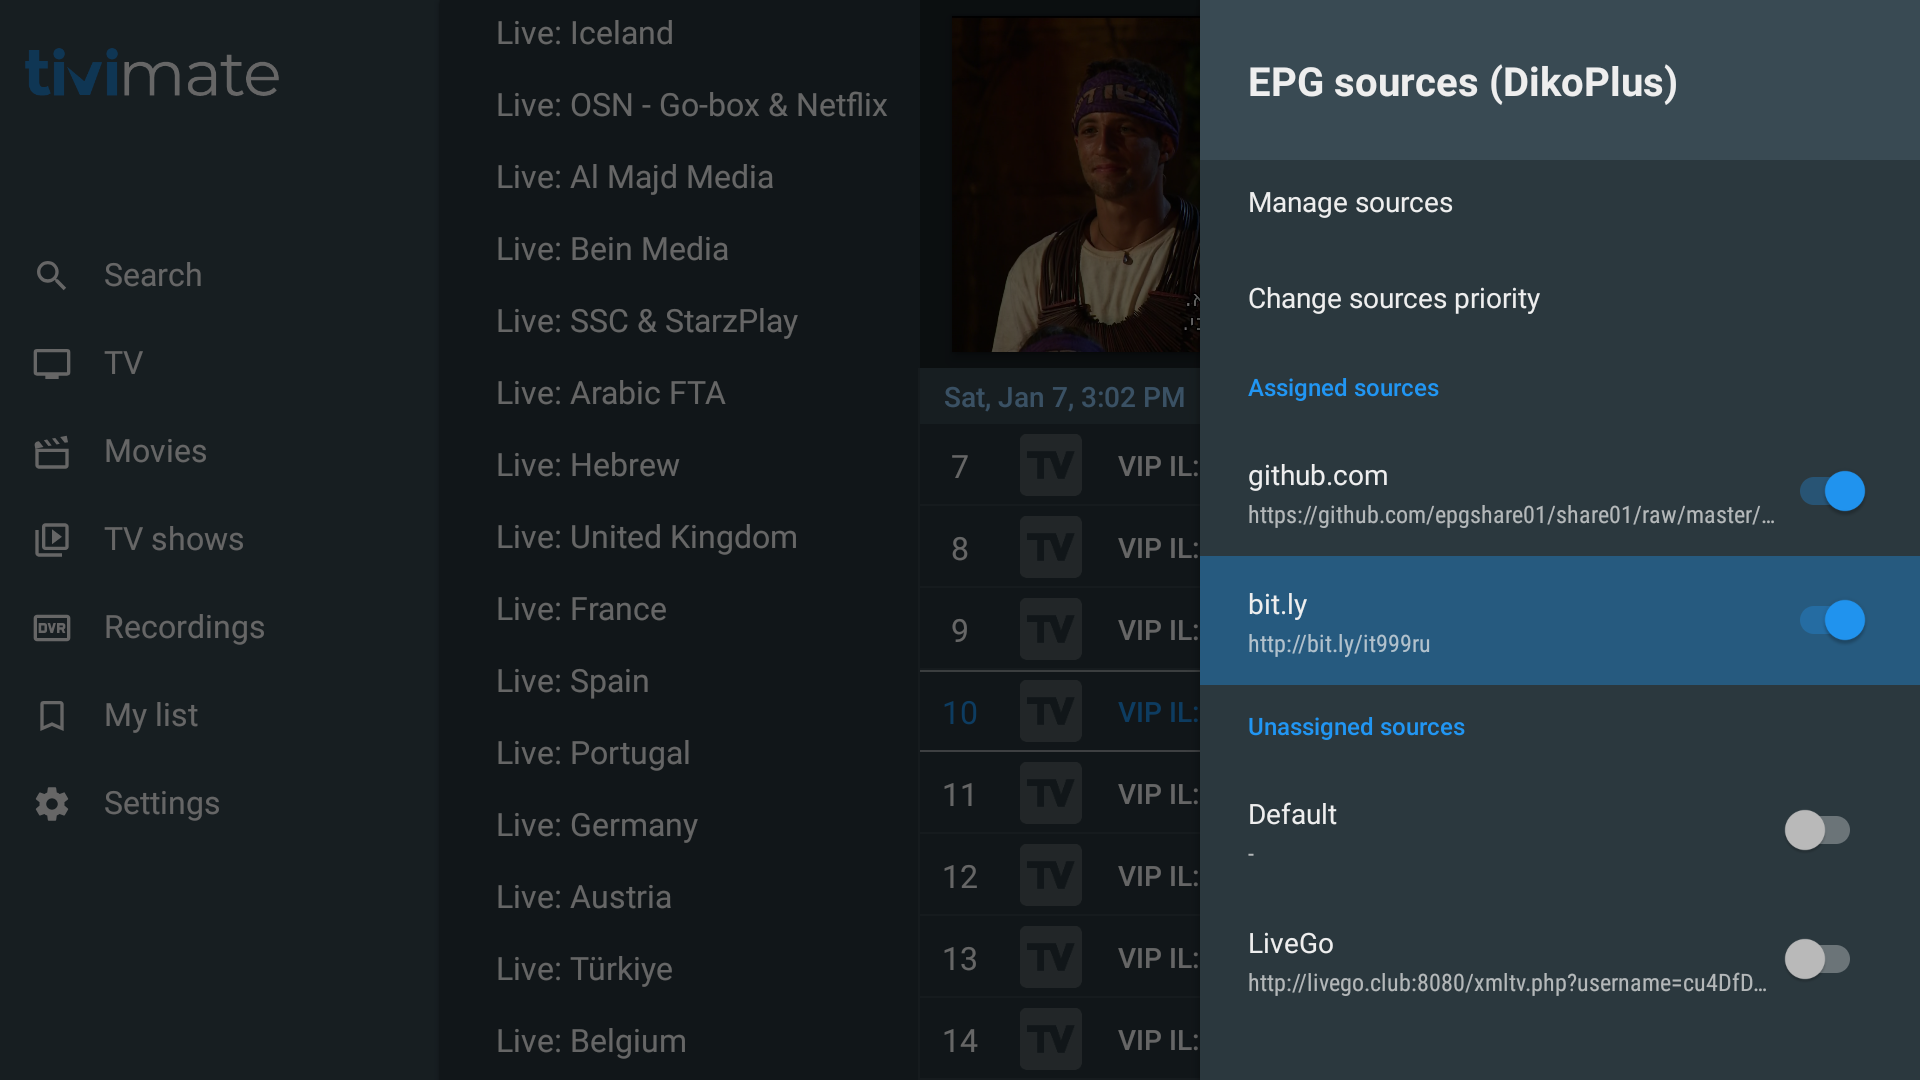 tivimate
Search
TV
Movies
TV shows
DVR
Recordings
My list
Settings
Live: Iceland
Live: OSN - Go-box & Netflix
Live: Al Majd Media
Live: Bein Media
Live: SSC & StarzPlay
Live: Arabic FTA
Live: Hebrew
Live: United Kingdom
Live: France
Live: Spain
Live: Portugal
Live: Germany
Live: Austria
Live: Türkiye
Live: Belgium
Sat, Jan 7, 3:02 PM
7 TV VIP IL:
8 TV VIP IL:
9 TV VIP IL:
10 TV VIP IL:
11 TV VIP IL:
12 TV VIP IL:
13 TV VIP IL:
14 TV VIP IL:
EPG sources (DikoPlus)
Manage sources
Change sources priority
Assigned sources
github.com
https://github.com/epgshare01/share01/raw/master/...
bit.ly
http://bit.ly/it999ru
Unassigned sources
Default
-
LiveGo
http://livego.club:8080/xmltv.php?username=cu4DfD...